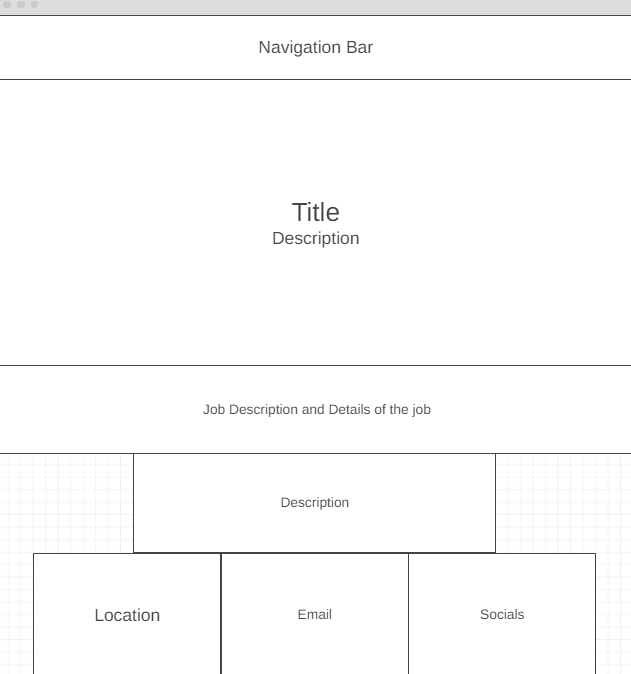 Navigation Bar
Title
Description
Job Description and Details of the job
Description
Location
Email
Socials